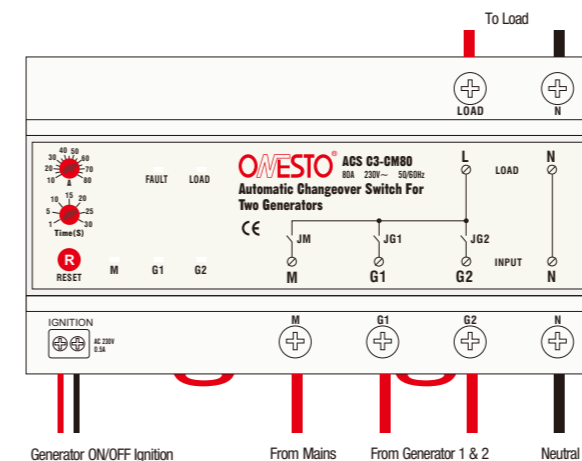 To Load
LOAD N
40 50
30 60
20 70
10 A 80
FAULT LOAD
ONESTO® ACS C3-CM80
80A 230V~ 50/60Hz
Automatic Changeover Switch For
Two Generators
CE
L LOAD N
15
10 20
5 25
1 30
Time(S)
JM JG1 JG2
R
RESET
M G1 G2
INPUT
M G1 G2 N
IGNITION
AC 230V
0.5A
M G1 G2 N
Generator ON/OFF Ignition From Mains From Generator 1 & 2 Neutral